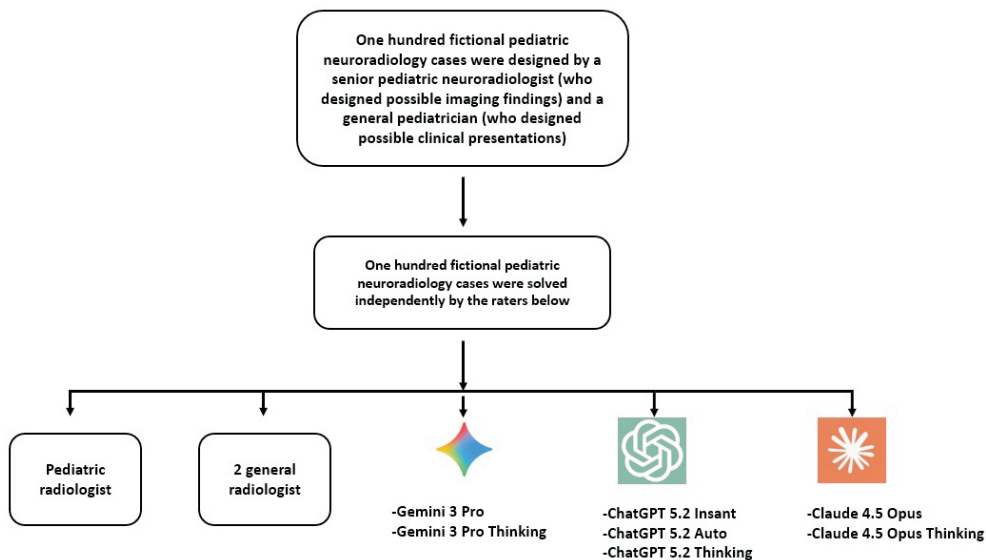 One hundred fictional pediatric
neuroradiology cases were designed by a
senior pediatric neuroradiologist (who
designed possible imaging findings) and a
general pediatrician (who designed
possible clinical presentations)
One hundred fictional pediatric
neuroradiology cases were solved
independently by the raters below
Pediatric
radiologist
2 general
radiologist
-Gemini 3 Pro
-Gemini 3 Pro Thinking
-ChatGPT 5.2 Insant
-ChatGPT 5.2 Auto
-ChatGPT 5.2 Thinking
-Claude 4.5 Opus
-Claude 4.5 Opus Thinking